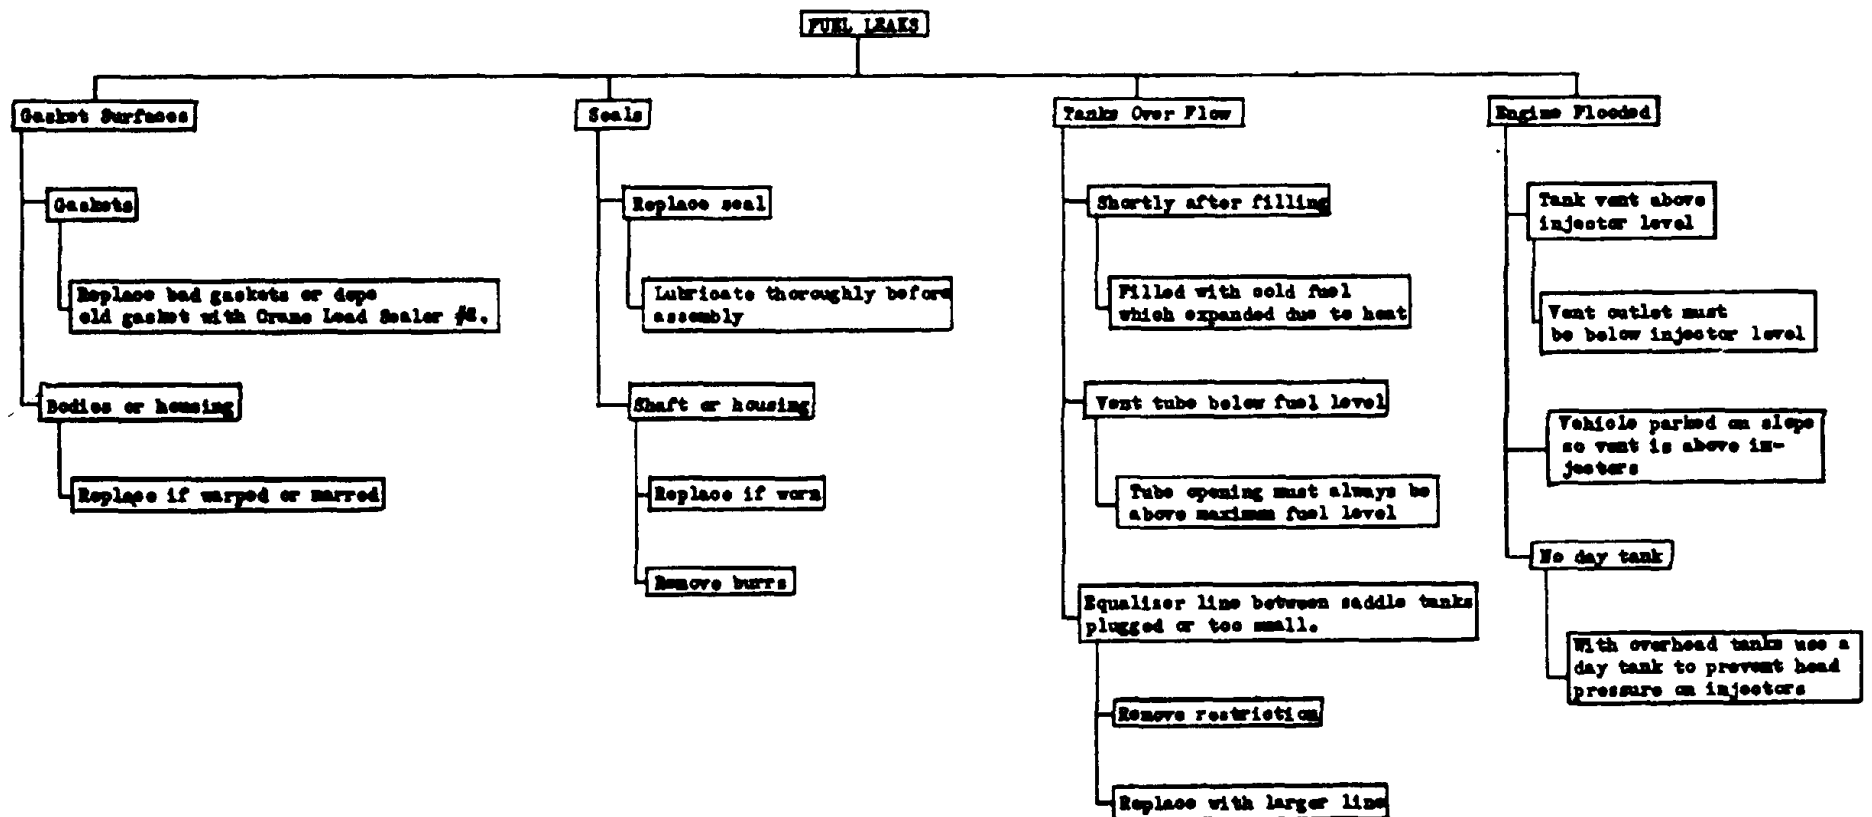 FUEL LEAKS
Gasket Surfaces
Gaskets
Replace bad gaskets or dope
old gasket with Crane Lead Sealer #2.
Bodies or housing
Replace if warped or marred
Seals
Replace seal
Lubricate thoroughly before
assembly
Shaft or housing
Replace if worn
Remove burrs
Tanks Over Flow
Shortly after filling
Filled with cold fuel
which expanded due to heat
Vent tube below fuel level
Tube opening must always be
above maximum fuel level
Equalizer line between saddle tanks
plugged or too small.
Remove restriction
Replace with larger line
Engine Flooded
Tank vent above
injector level
Vent outlet must
be below injector level
Vehicle parked on slope
so vent is above in-
jectors
No day tank
With overhead tanks use a
day tank to prevent head
pressure on injectors